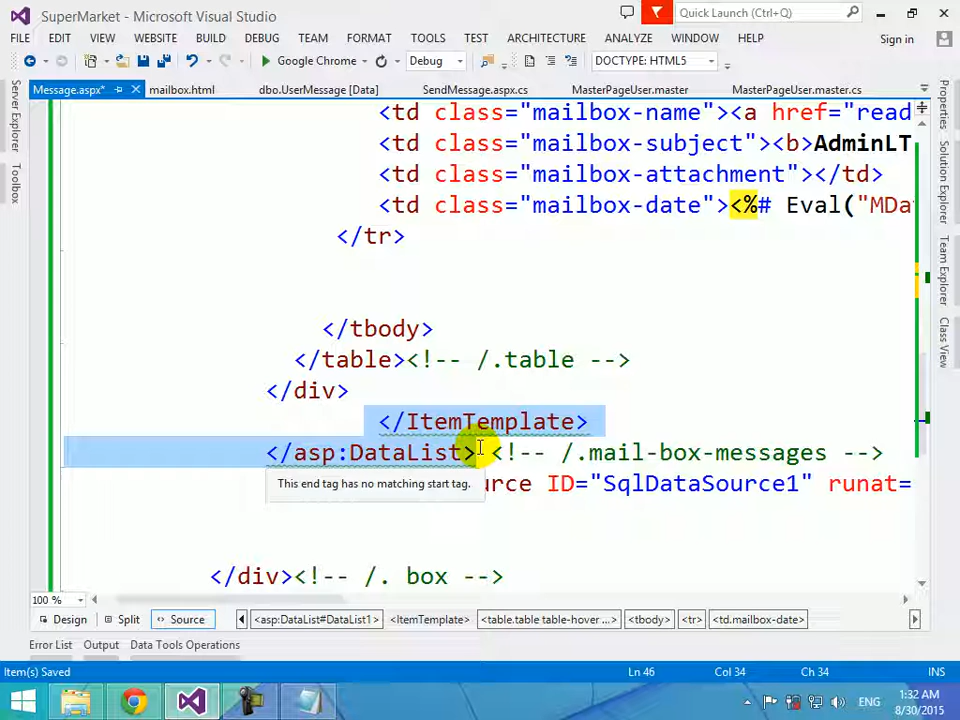 SuperMarket - Microsoft Visual Studio
Quick Launch (Ctrl+Q)
FILE EDIT VIEW WEBSITE BUILD DEBUG TEAM FORMAT TOOLS TEST ARCHITECTURE ANALYZE WINDOW HELP Sign in
Google Chrome Debug DOCTYPE: HTML5
Message.aspx* mailbox.html dbo.UserMessage [Data] SendMessage.aspx.cs MasterPageUser.master MasterPageUser.master.cs
Server Explorer
Toolbox
<td class="mailbox-name"><a href="read
<td class="mailbox-subject"><b>AdminLT
<td class="mailbox-attachment"></td>
<td class="mailbox-date"><%# Eval("MDa
</tr>
</tbody>
</table><!-- /.table -->
</div>
</ItemTemplate>
</asp:DataList> <!-- /.mail-box-messages -->
This end tag has no matching start tag.
urce ID="SqlDataSource1" runat=
</div><!-- /. box -->
Properties
Solution Explorer
Team Explorer
Class View
100 %
Design Split Source <asp:DataList#DataList1> <ItemTemplate> <table.table table-hover ...> <tbody> <tr> <td.mailbox-date>
Error List Output Data Tools Operations
Item(s) Saved Ln 46 Col 34 Ch 34 INS
ENG 1:32 AM
8/30/2015